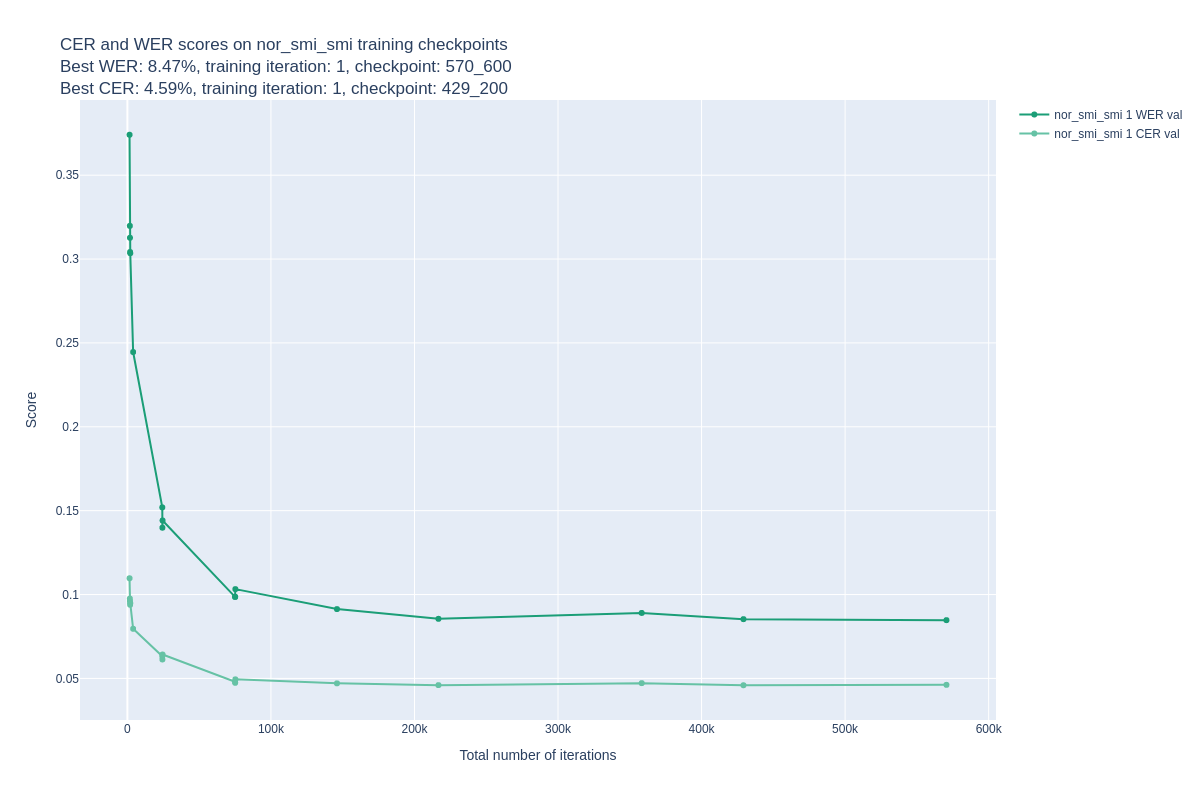 CER and WER scores on nor_smi_smi training checkpoints
Best WER: 8.47%, training iteration: 1, checkpoint: 570_600
Best CER: 4.59%, training iteration: 1, checkpoint: 429_200
nor_smi_smi 1 WER val
nor_smi_smi 1 CER val
0.35
0.3
0.25
0.2
0.15
0.1
0.05
Score
0
100k
200k
300k
400k
500k
600k
Total number of iterations